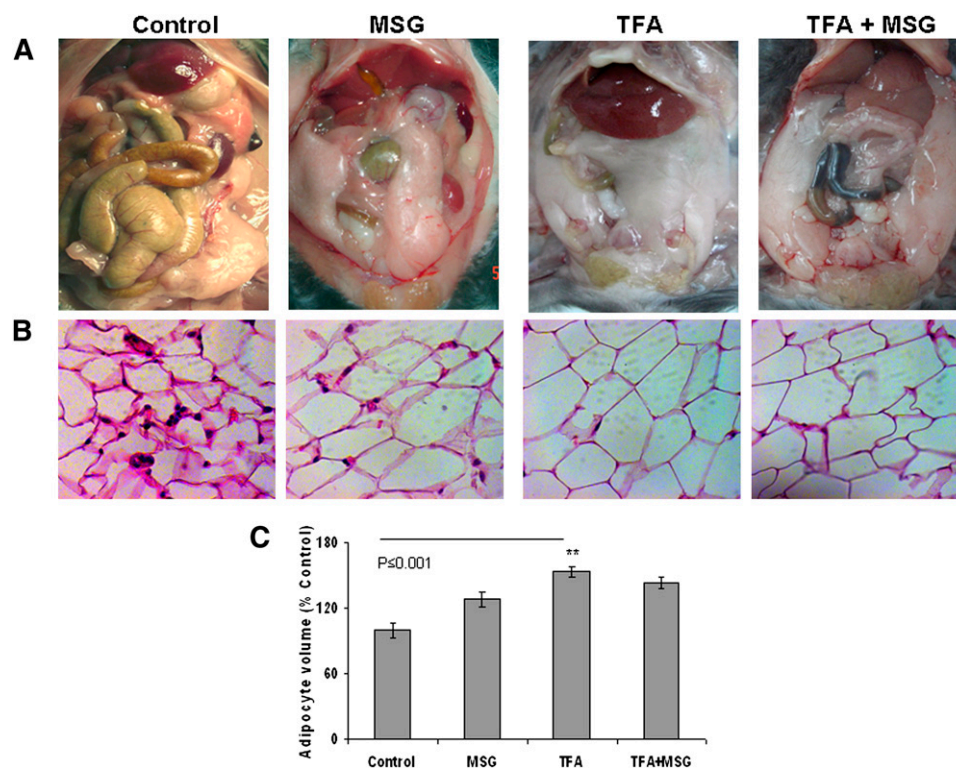 Control MSG TFA TFA + MSG
A
5
B
C
180
120
60
0
Adipocyte volume (% Control)
P≤0.001
**
Control MSG TFA TFA+MSG